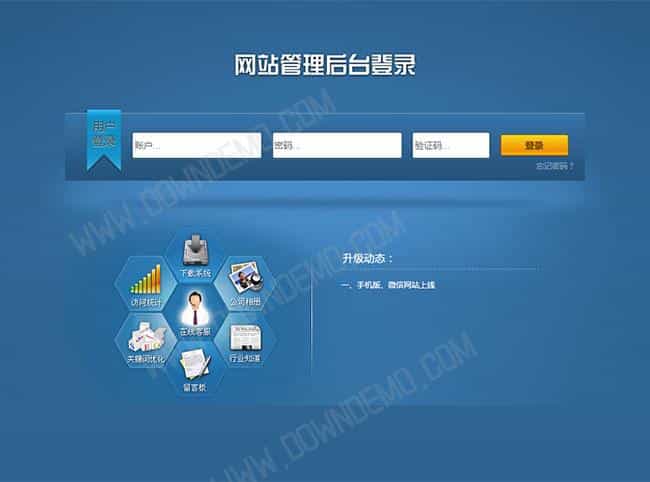 网站管理后台登录
用户
登录
账户...
密码...
验证码...
登录
忘记密码？
下载系统
访问统计
公司相册
在线客服
关键词优化
行业知道
留言板
升级动态：
一、手机版、微信网站上线
WWW.DOWNDEMO.COM
WWW.DOWNDEMO.COM
WWW.DOWNDEMO.COM